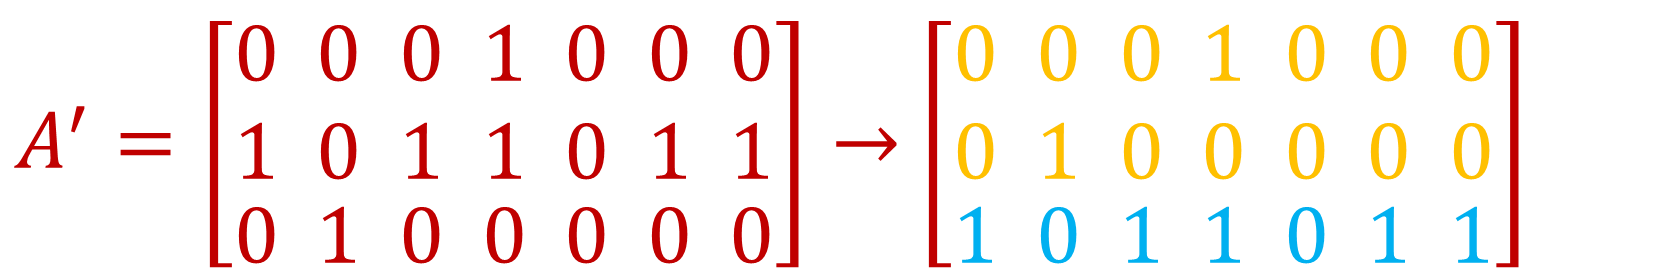 0 0 0 1 0 0 0 0 0 0 1 0 0 0
A′ = [1 0 1 1 0 1 1] → [0 1 0 0 0 0 0]
0 1 0 0 0 0 0 1 0 1 1 0 1 1